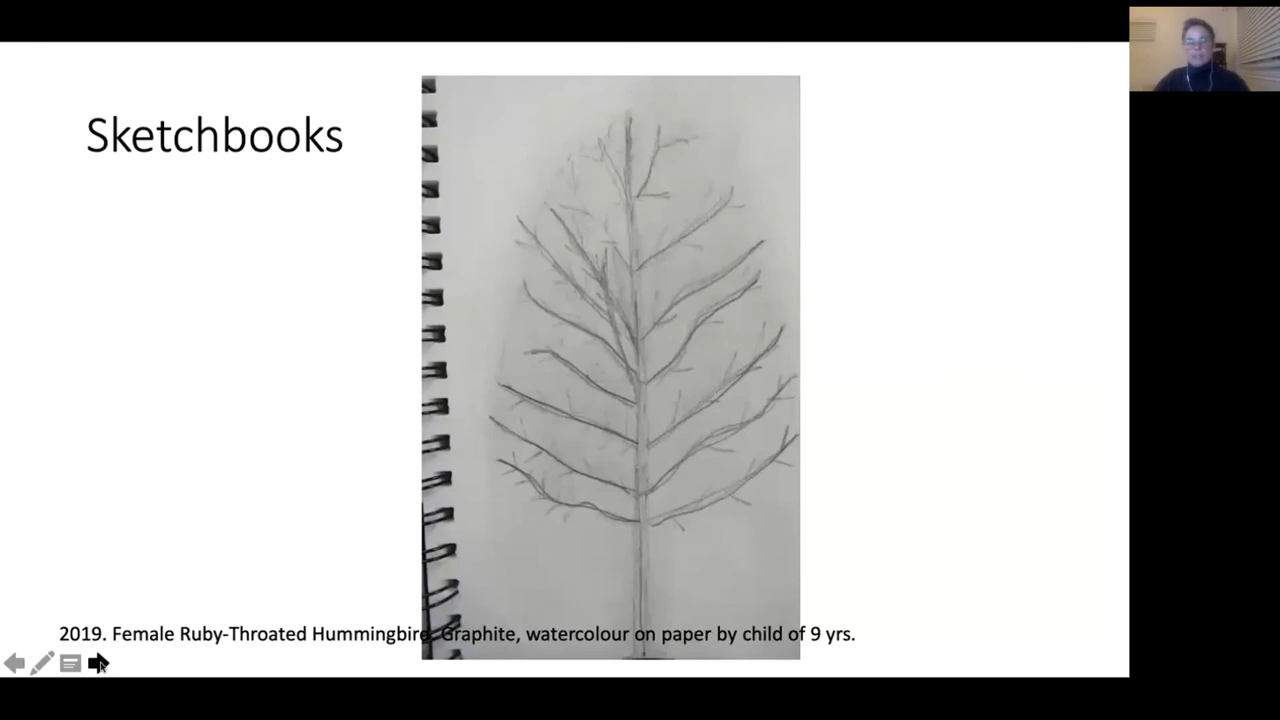 Sketchbooks
2019. Female Ruby-Throated Hummingbird. Graphite, watercolour on paper by child of 9 yrs.